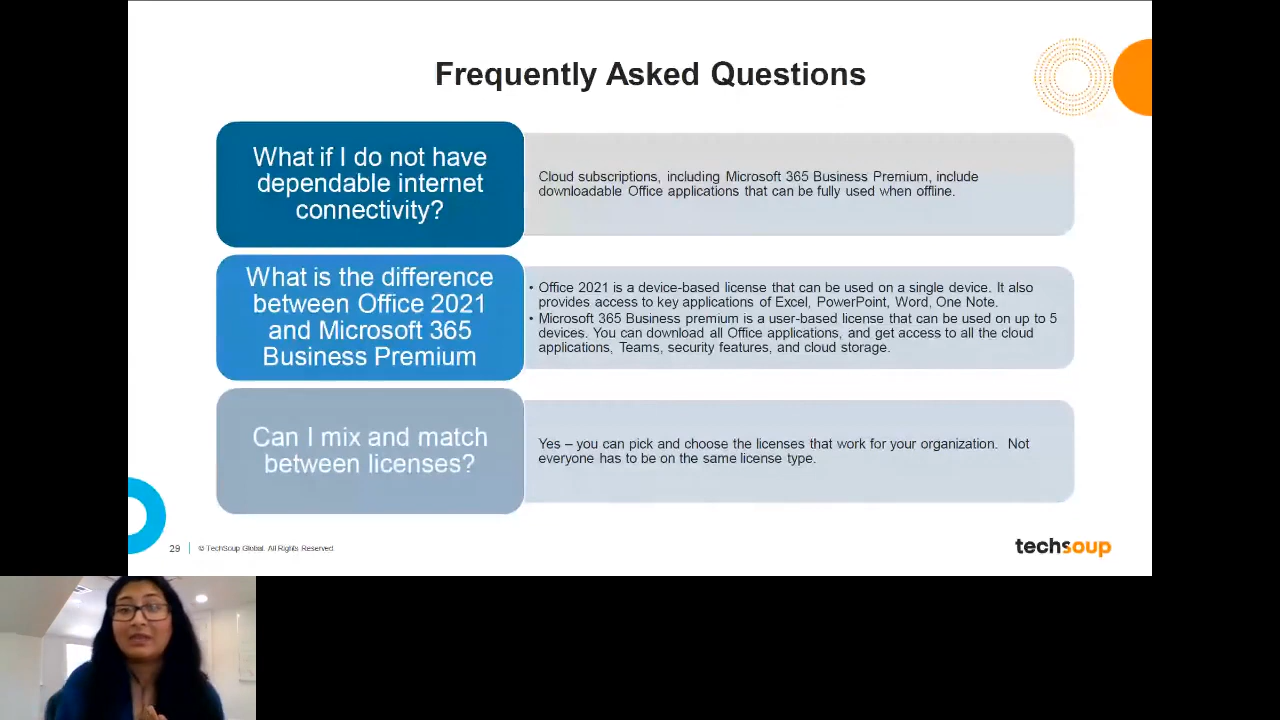 Frequently Asked Questions
What if I do not have
dependable internet
connectivity?
Cloud subscriptions, including Microsoft 365 Business Premium, include
downloadable Office applications that can be fully used when offline.
What is the difference
between Office 2021
and Microsoft 365
Business Premium
• Office 2021 is a device-based license that can be used on a single device. It also
provides access to key applications of Excel, PowerPoint, Word, One Note.
• Microsoft 365 Business premium is a user-based license that can be used on up to 5
devices. You can download all Office applications, and get access to all the cloud
applications, Teams, security features, and cloud storage.
Can I mix and match
between licenses?
Yes – you can pick and choose the licenses that work for your organization. Not
everyone has to be on the same license type.
29 © TechSoup Global. All Rights Reserved.
techsoup